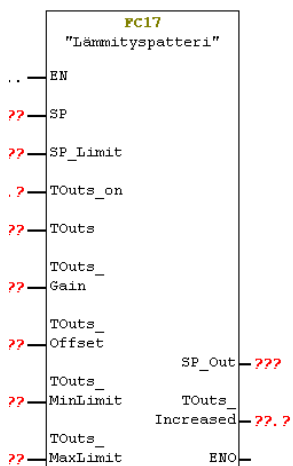 FC17
"Lämmityspatteri"
.. EN
?? SP
?? SP_Limit
.? TOuts_on
?? TOuts
TOuts_
?? Gain
TOuts_
?? Offset
SP_Out ???
TOuts_
?? MinLimit
TOuts_
Increased ??.?
TOuts_
?? MaxLimit
ENO